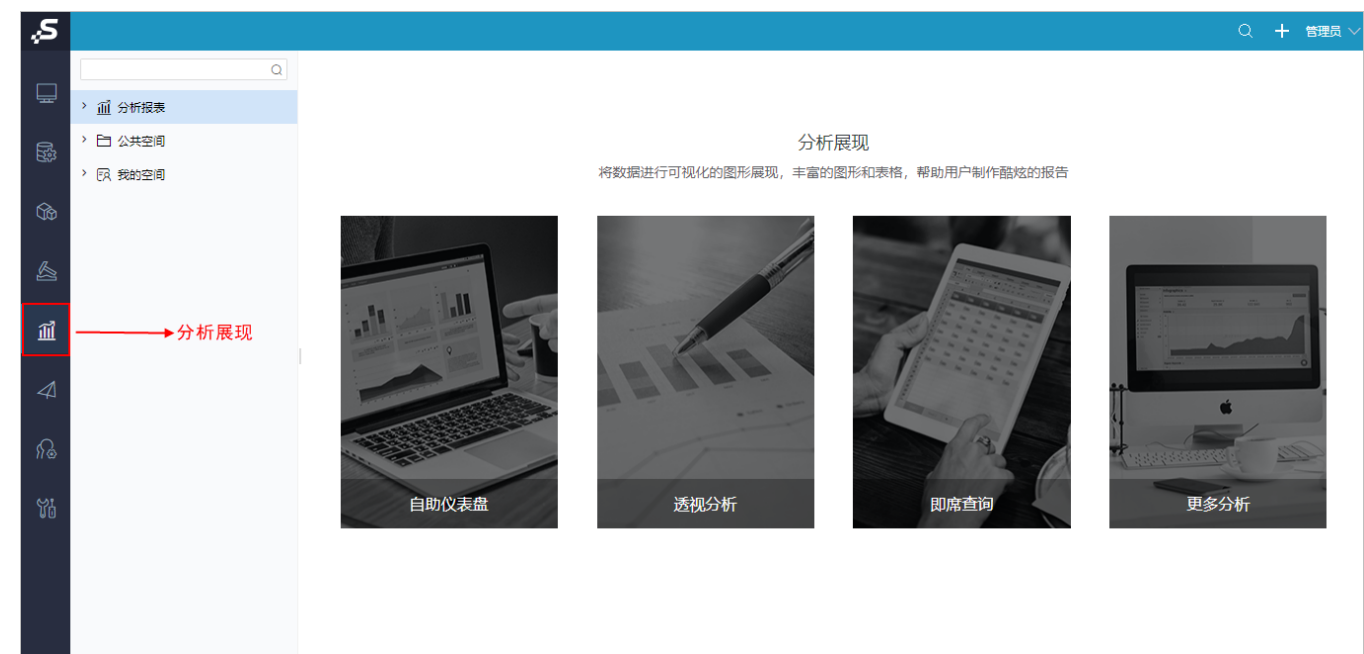 S
管理员
分析报表
公共空间
我的空间
分析展现
分析展现
将数据进行可视化的图形展现，丰富的图形和表格，帮助用户制作酷炫的报告
自助仪表盘
透视分析
即席查询
更多分析